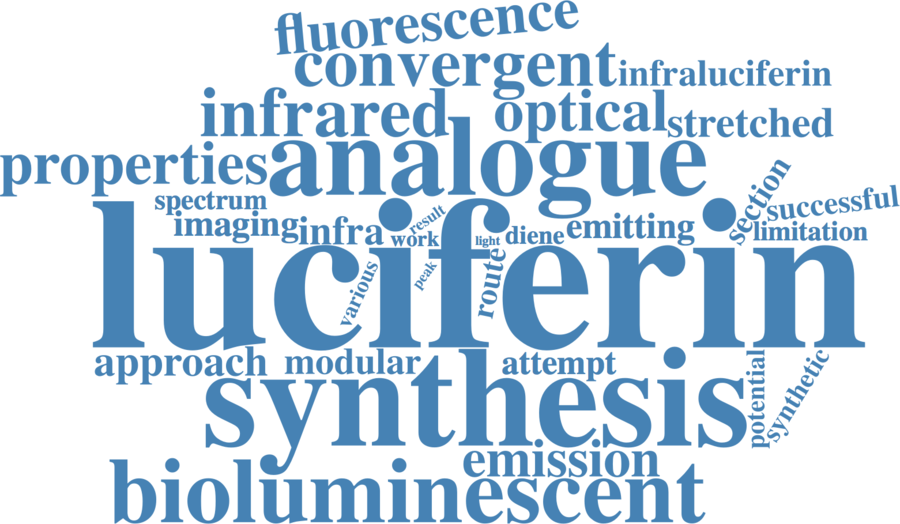 fluorescence
convergent infraluciferin
infrared optical stretched
properties analogue
spectrum section successful
imaging infra result work light diene emitting limitation
luciferin
various peak route
approach modular attempt potential synthetic
synthesis
emission
bioluminescent